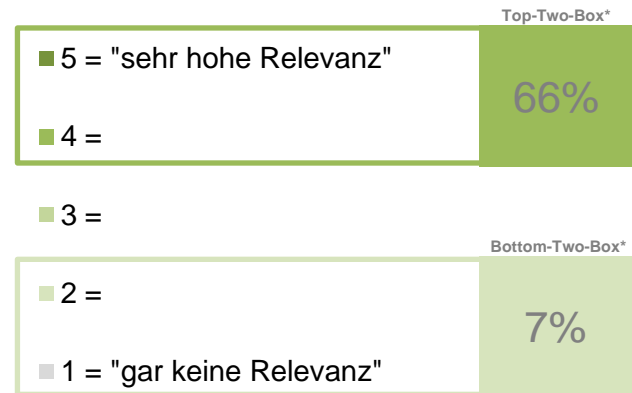 Top-Two-Box*
5 = "sehr hohe Relevanz"
66%
4 =
3 =
Bottom-Two-Box*
2 =
7%
1 = "gar keine Relevanz"